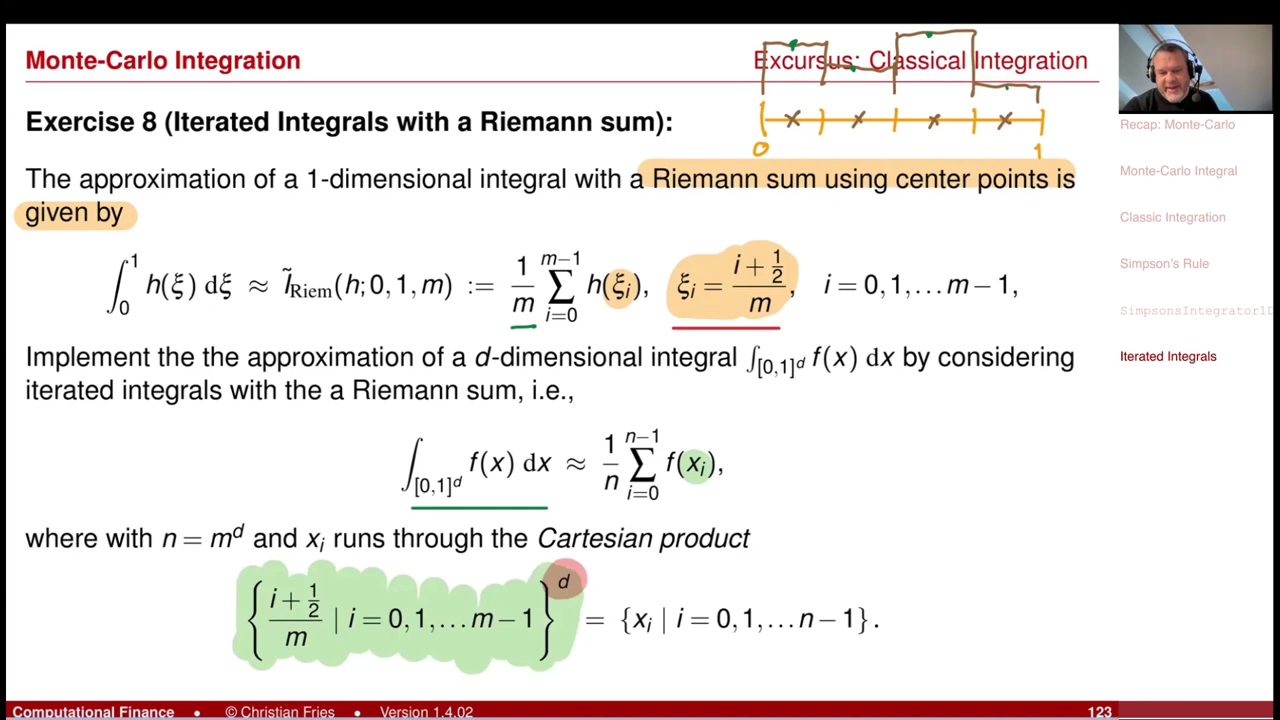 Monte-Carlo Integration
Excursus: Classical Integration
Exercise 8 (Iterated Integrals with a Riemann sum):
0 1
The approximation of a 1-dimensional integral with a Riemann sum using center points is
given by
∫₀¹ h(ξ) dξ ≈ Ĩ_Riem(h; 0, 1, m) := 1/m ∑_{i=0}^{m−1} h(ξ_i), ξ_i = (i + 1/2)/m, i = 0, 1, … m − 1,
Implement the the approximation of a d-dimensional integral ∫_{[0,1]^d} f(x) dx by considering
iterated integrals with the a Riemann sum, i.e.,
∫_{[0,1]^d} f(x) dx ≈ 1/n ∑_{i=0}^{n−1} f(x_i),
where with n = m^d and x_i runs through the Cartesian product
{(i + 1/2)/m | i = 0, 1, … m − 1}^d = {x_i | i = 0, 1, … n − 1}.
Recap: Monte-Carlo
Monte-Carlo Integral
Classic Integration
Simpson's Rule
SimpsonsIntegrator1D
Iterated Integrals
Computational Finance • © Christian Fries • Version 1.4.02 123